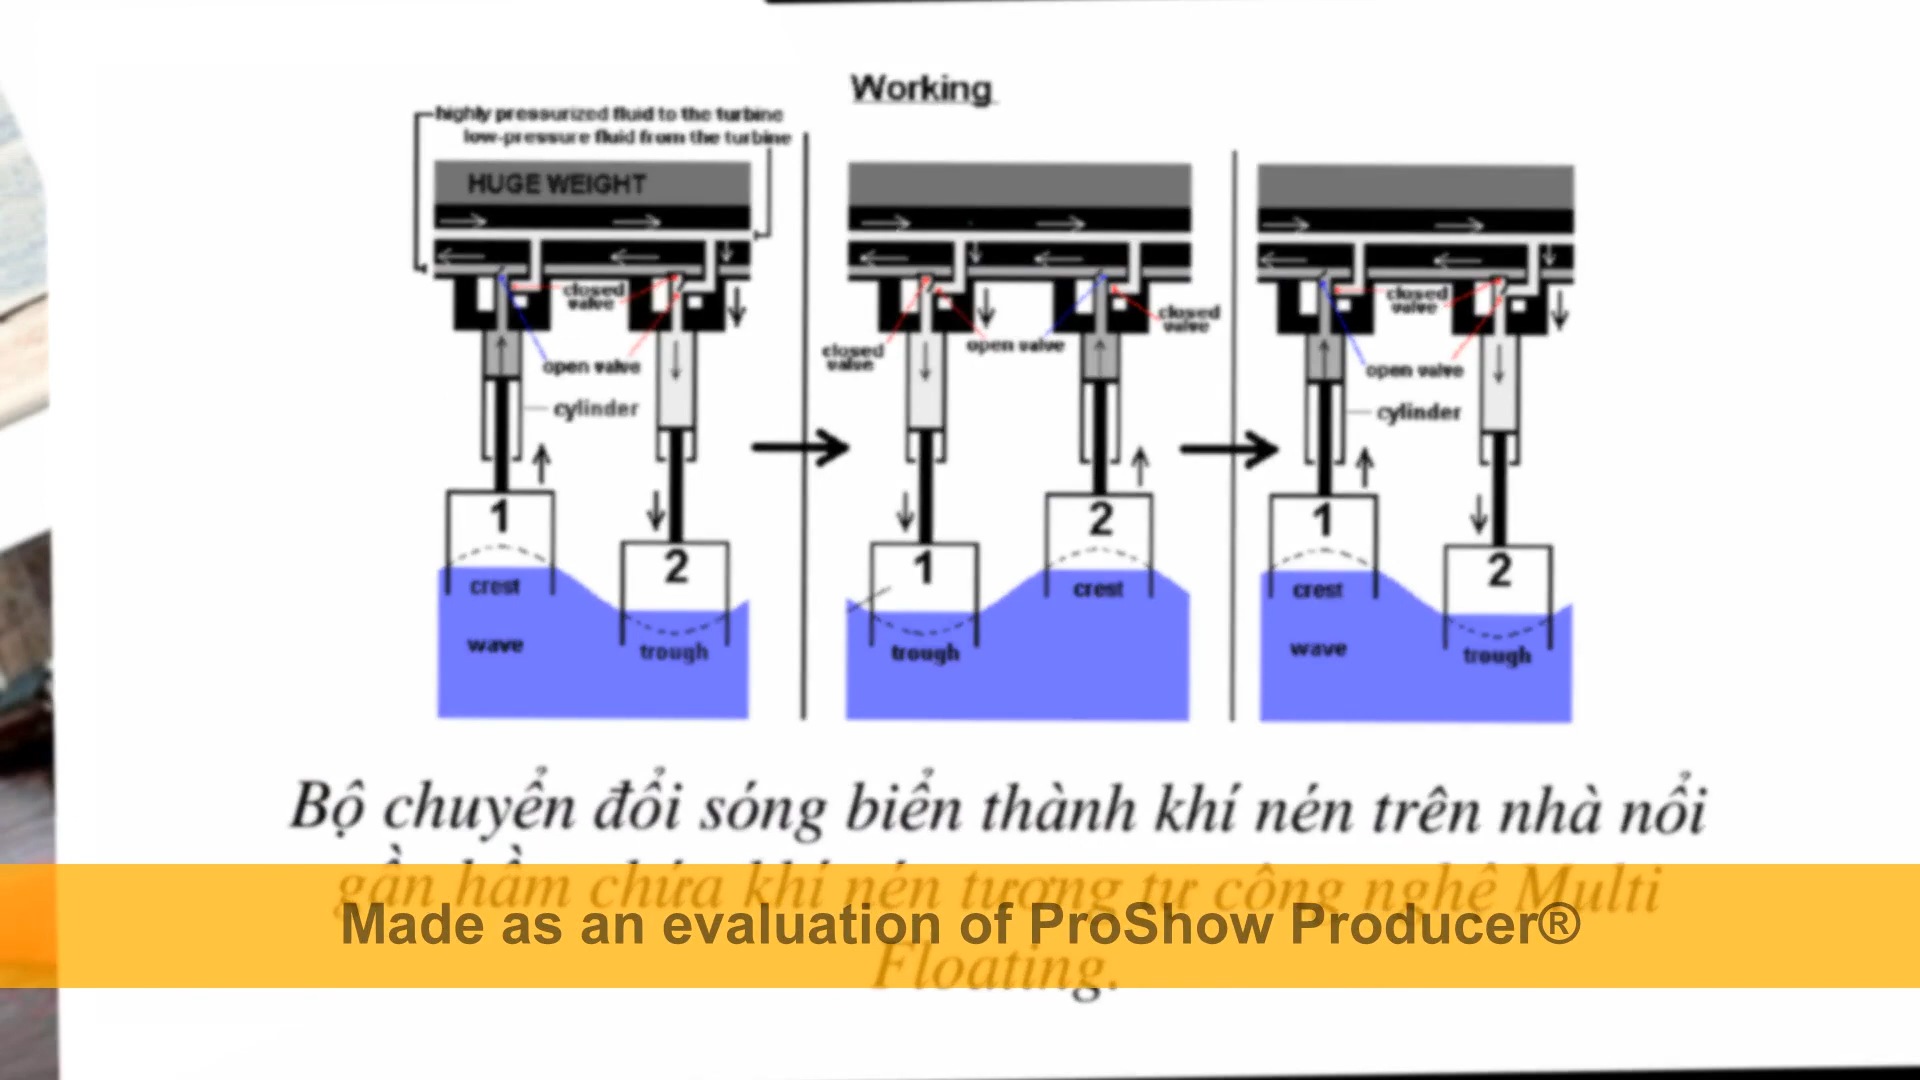 Working
highly pressurized fluid to the turbine
low-pressure fluid from the turbine
HUGE WEIGHT
closed
valve
open valve
cylinder
1
2
crest
wave
trough
closed
valve
open valve
closed
valve
1
2
crest
trough
closed
valve
open valve
cylinder
1
2
crest
wave
trough
Bộ chuyển đổi sóng biển thành khí nén trên nhà nổi
gần hầm chứa khí nén tương tự công nghệ Multi
Made as an evaluation of ProShow Producer®
Floating.